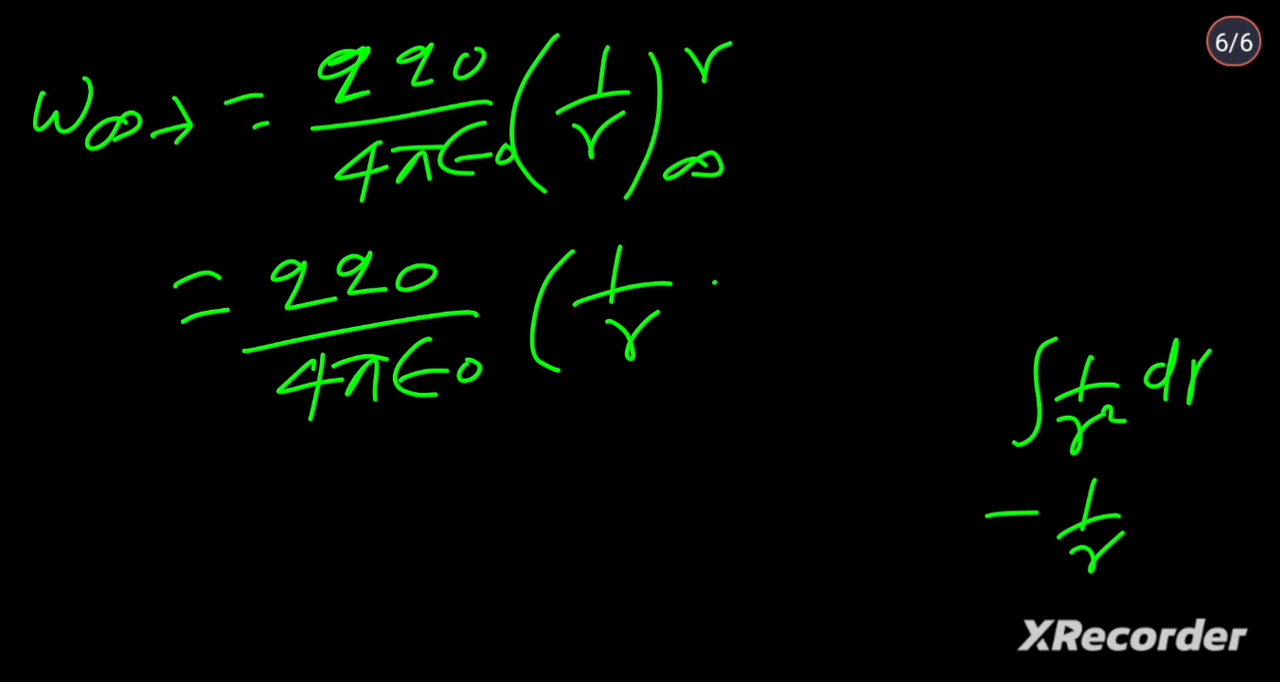 6/6
W∞→ = qq0/4πϵ0 (1/r)^r_∞
= qq0/4πϵ0 (1/r ·
∫ 1/r² dr
− 1/r
XRecorder